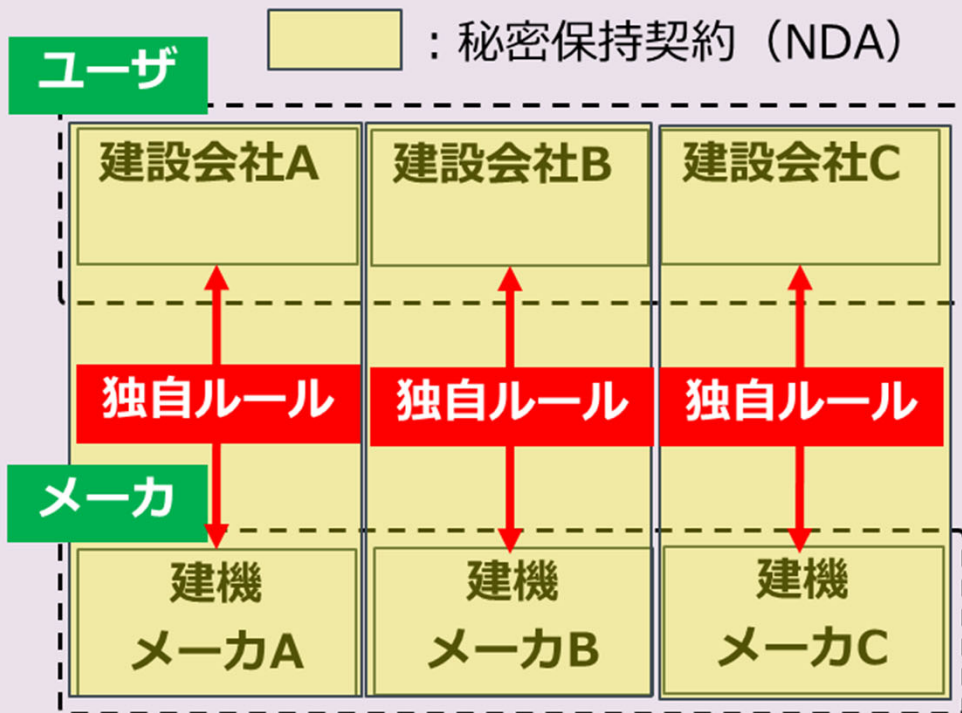 ：秘密保持契約（NDA）
ユーザ
建設会社A
建設会社B
建設会社C
独自ルール
独自ルール
独自ルール
メーカ
建機
メーカA
建機
メーカB
建機
メーカC